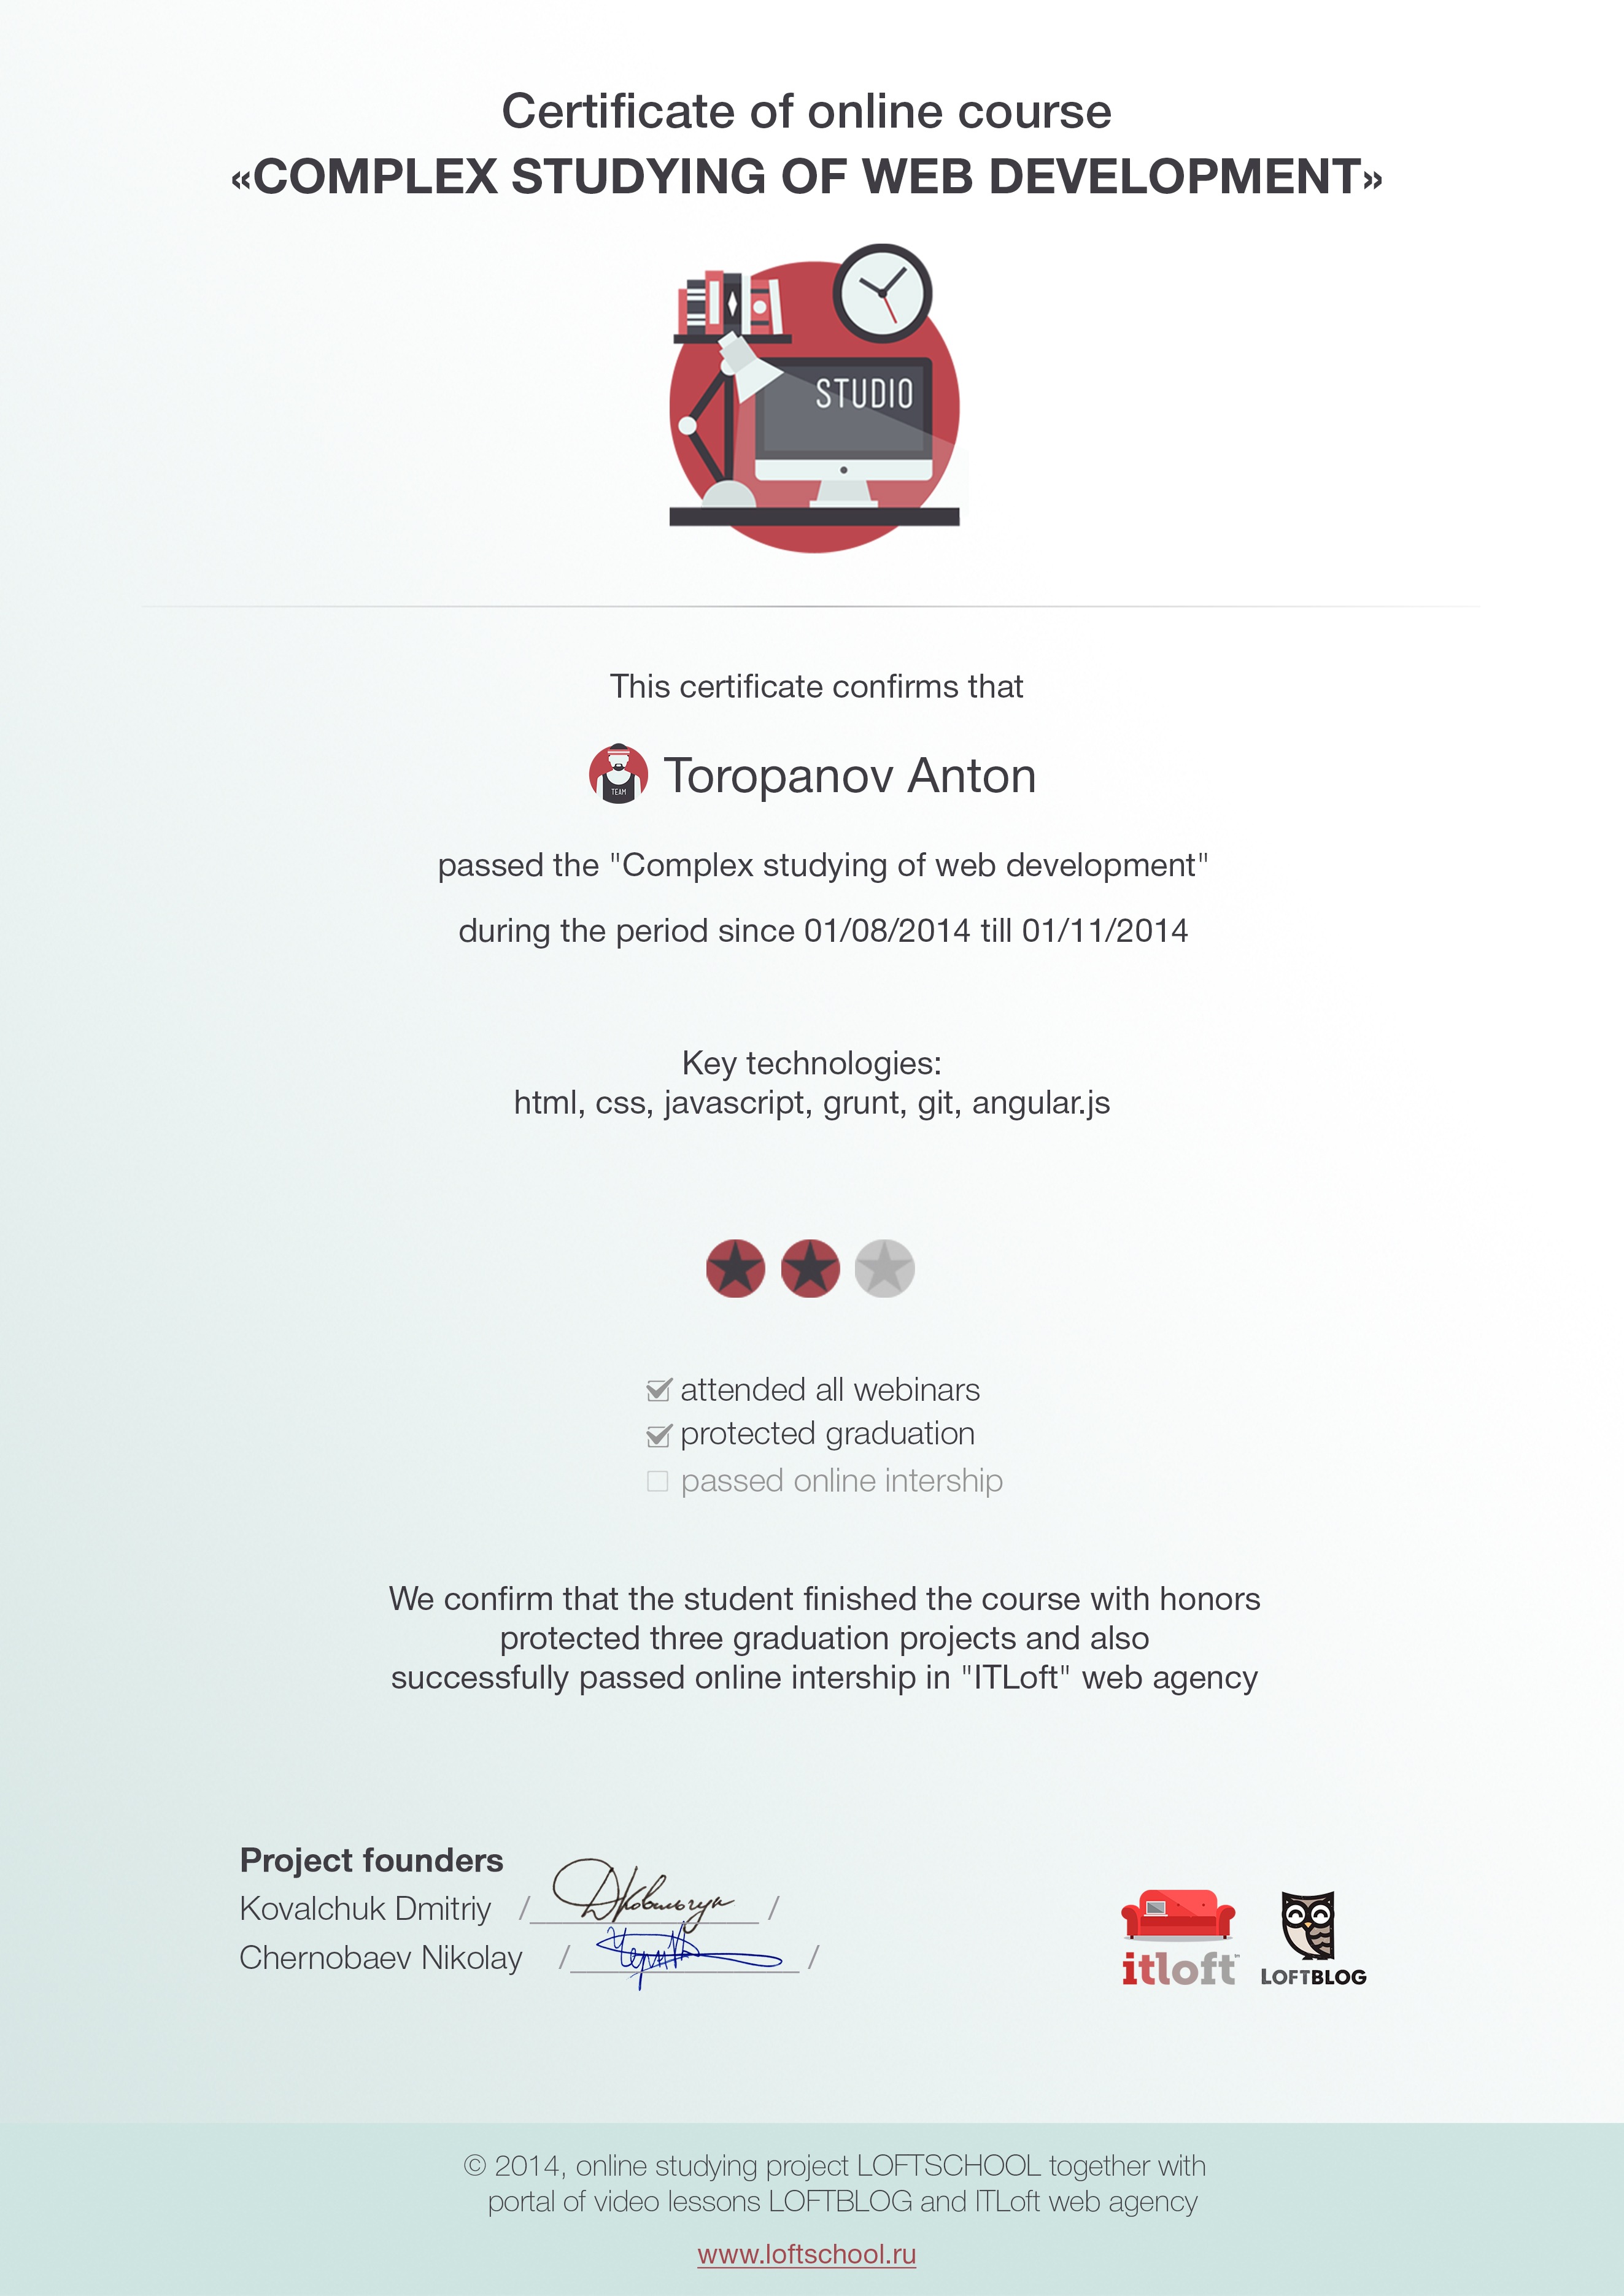 Certificate of online course
«COMPLEX STUDYING OF WEB DEVELOPMENT»
STUDIO
This certificate confirms that
TEAM
Toropanov Anton
passed the "Complex studying of web development"
during the period since 01/08/2014 till 01/11/2014
Key technologies:
html, css, javascript, grunt, git, angular.js
attended all webinars
protected graduation
passed online intership
We confirm that the student finished the course with honors
protected three graduation projects and also
successfully passed online intership in "ITLoft" web agency
Project founders
Kovalchuk Dmitriy / /
Chernobaev Nikolay / /
itloft™
LOFTBLOG
© 2014, online studying project LOFTSCHOOL together with
portal of video lessons LOFTBLOG and ITLoft web agency
www.loftschool.ru